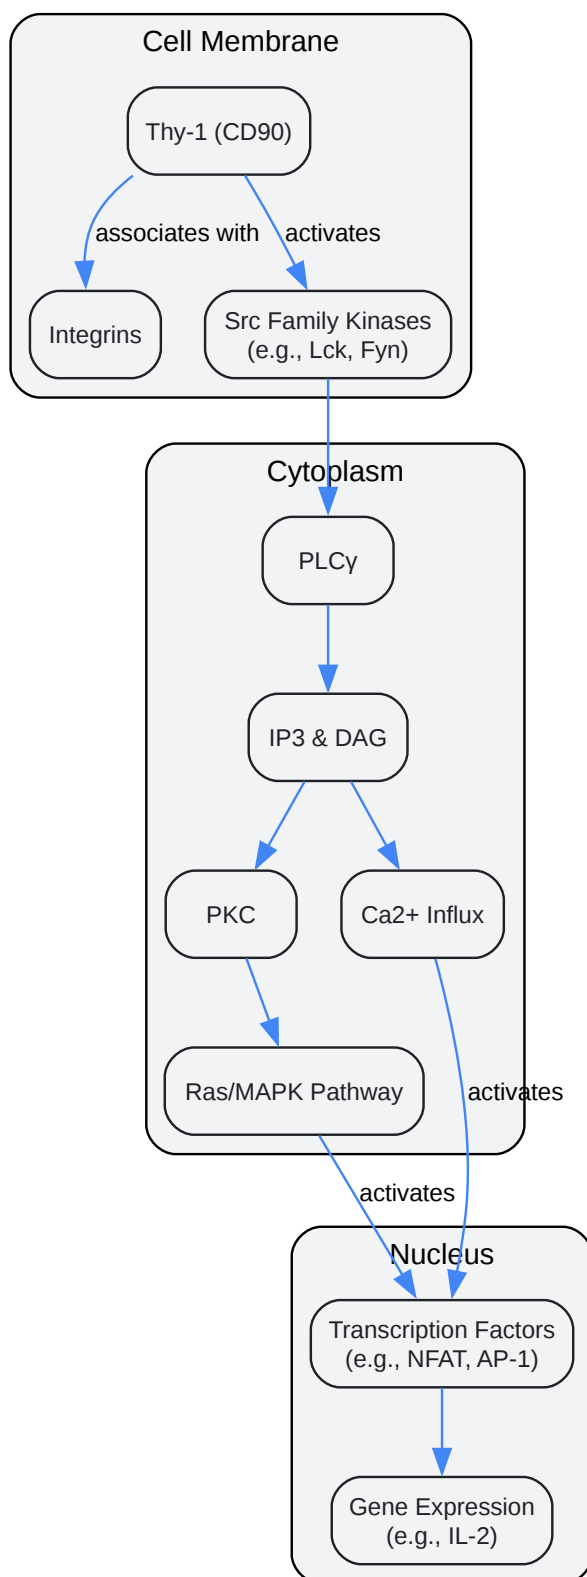 Cell Membrane
Thy-1 (CD90)
associates with
activates
Integrins
Src Family Kinases
(e.g., Lck, Fyn)
Cytoplasm
PLCγ
IP3 & DAG
PKC
Ca2+ Influx
Ras/MAPK Pathway
activates
activates
Nucleus
Transcription Factors
(e.g., NFAT, AP-1)
Gene Expression
(e.g., IL-2)